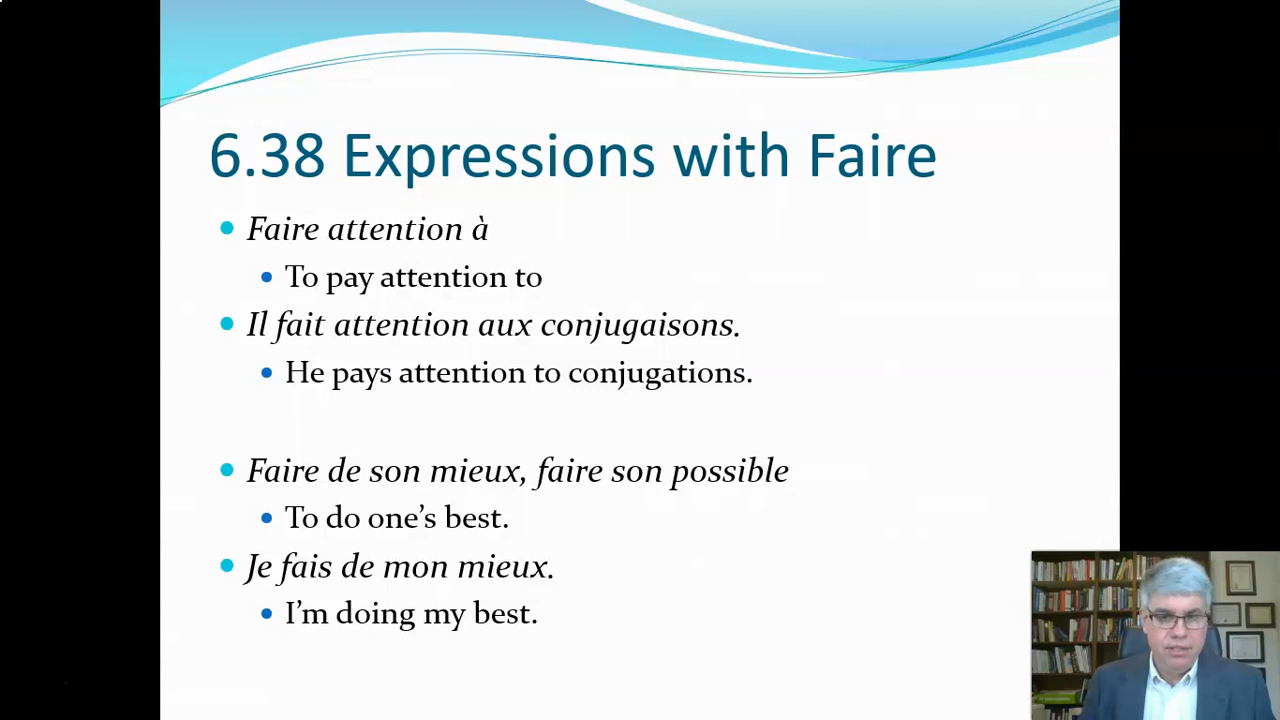 6.38 Expressions with Faire
Faire attention à
To pay attention to
Il fait attention aux conjugaisons.
He pays attention to conjugations.
Faire de son mieux, faire son possible
To do one’s best.
Je fais de mon mieux.
I’m doing my best.